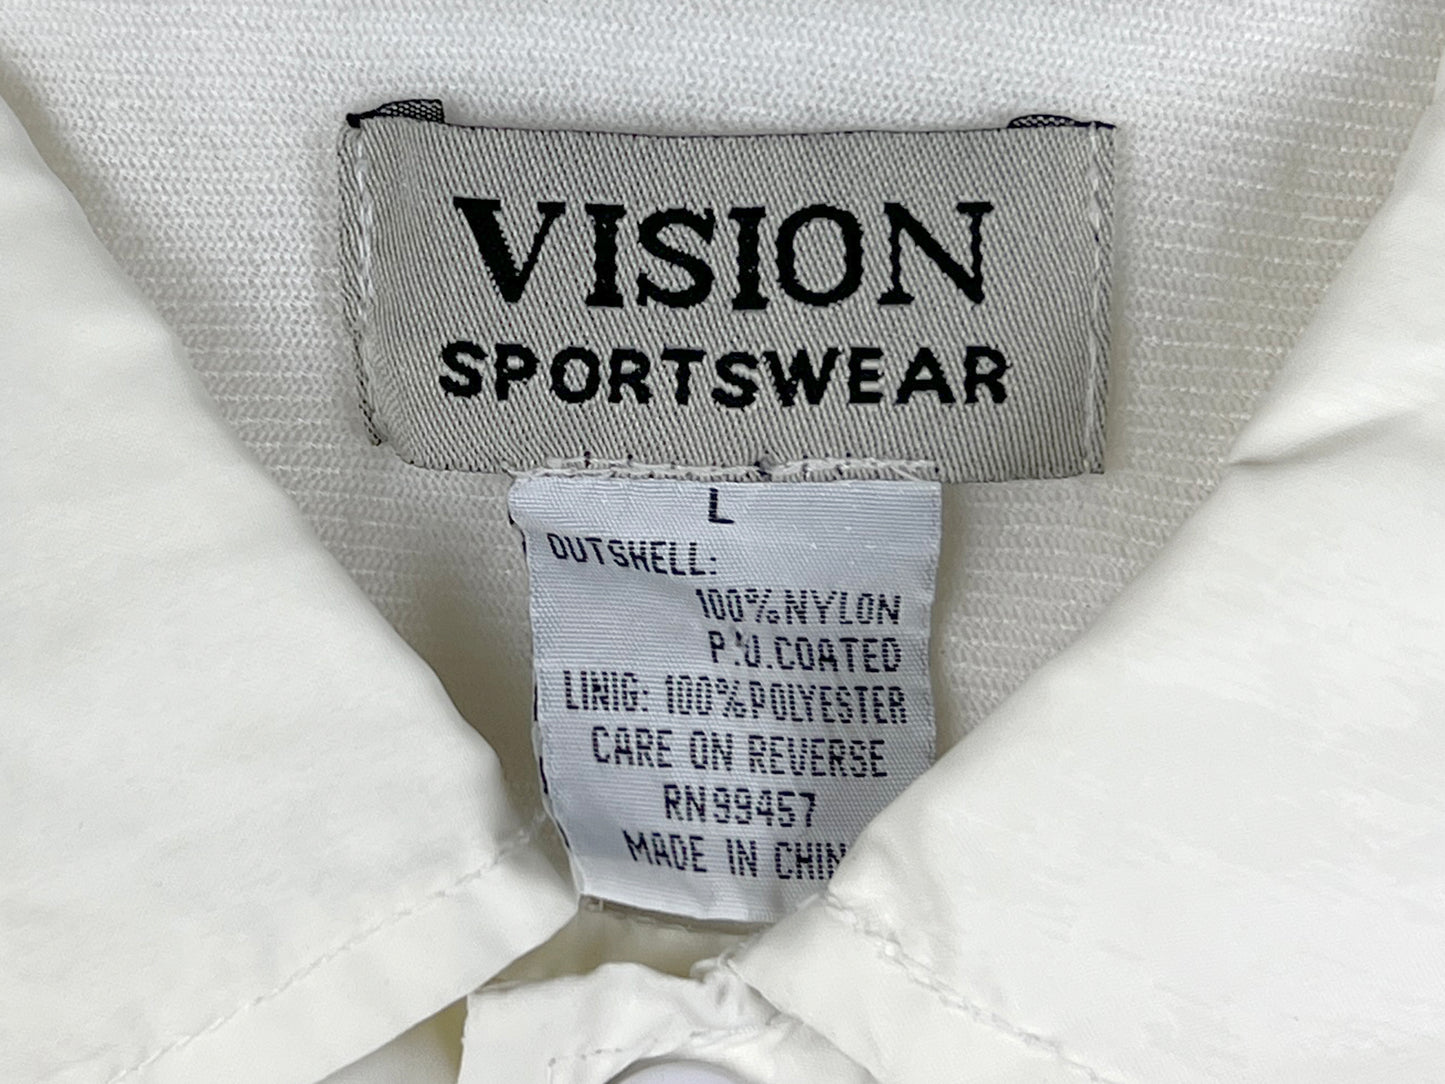 VISION
SPORTSWEAR
L
OUTSHELL:
100%NYLON
P.U.COATED
LINIG: 100%POLYESTER
CARE ON REVERSE
RN99457
MADE IN CHIN